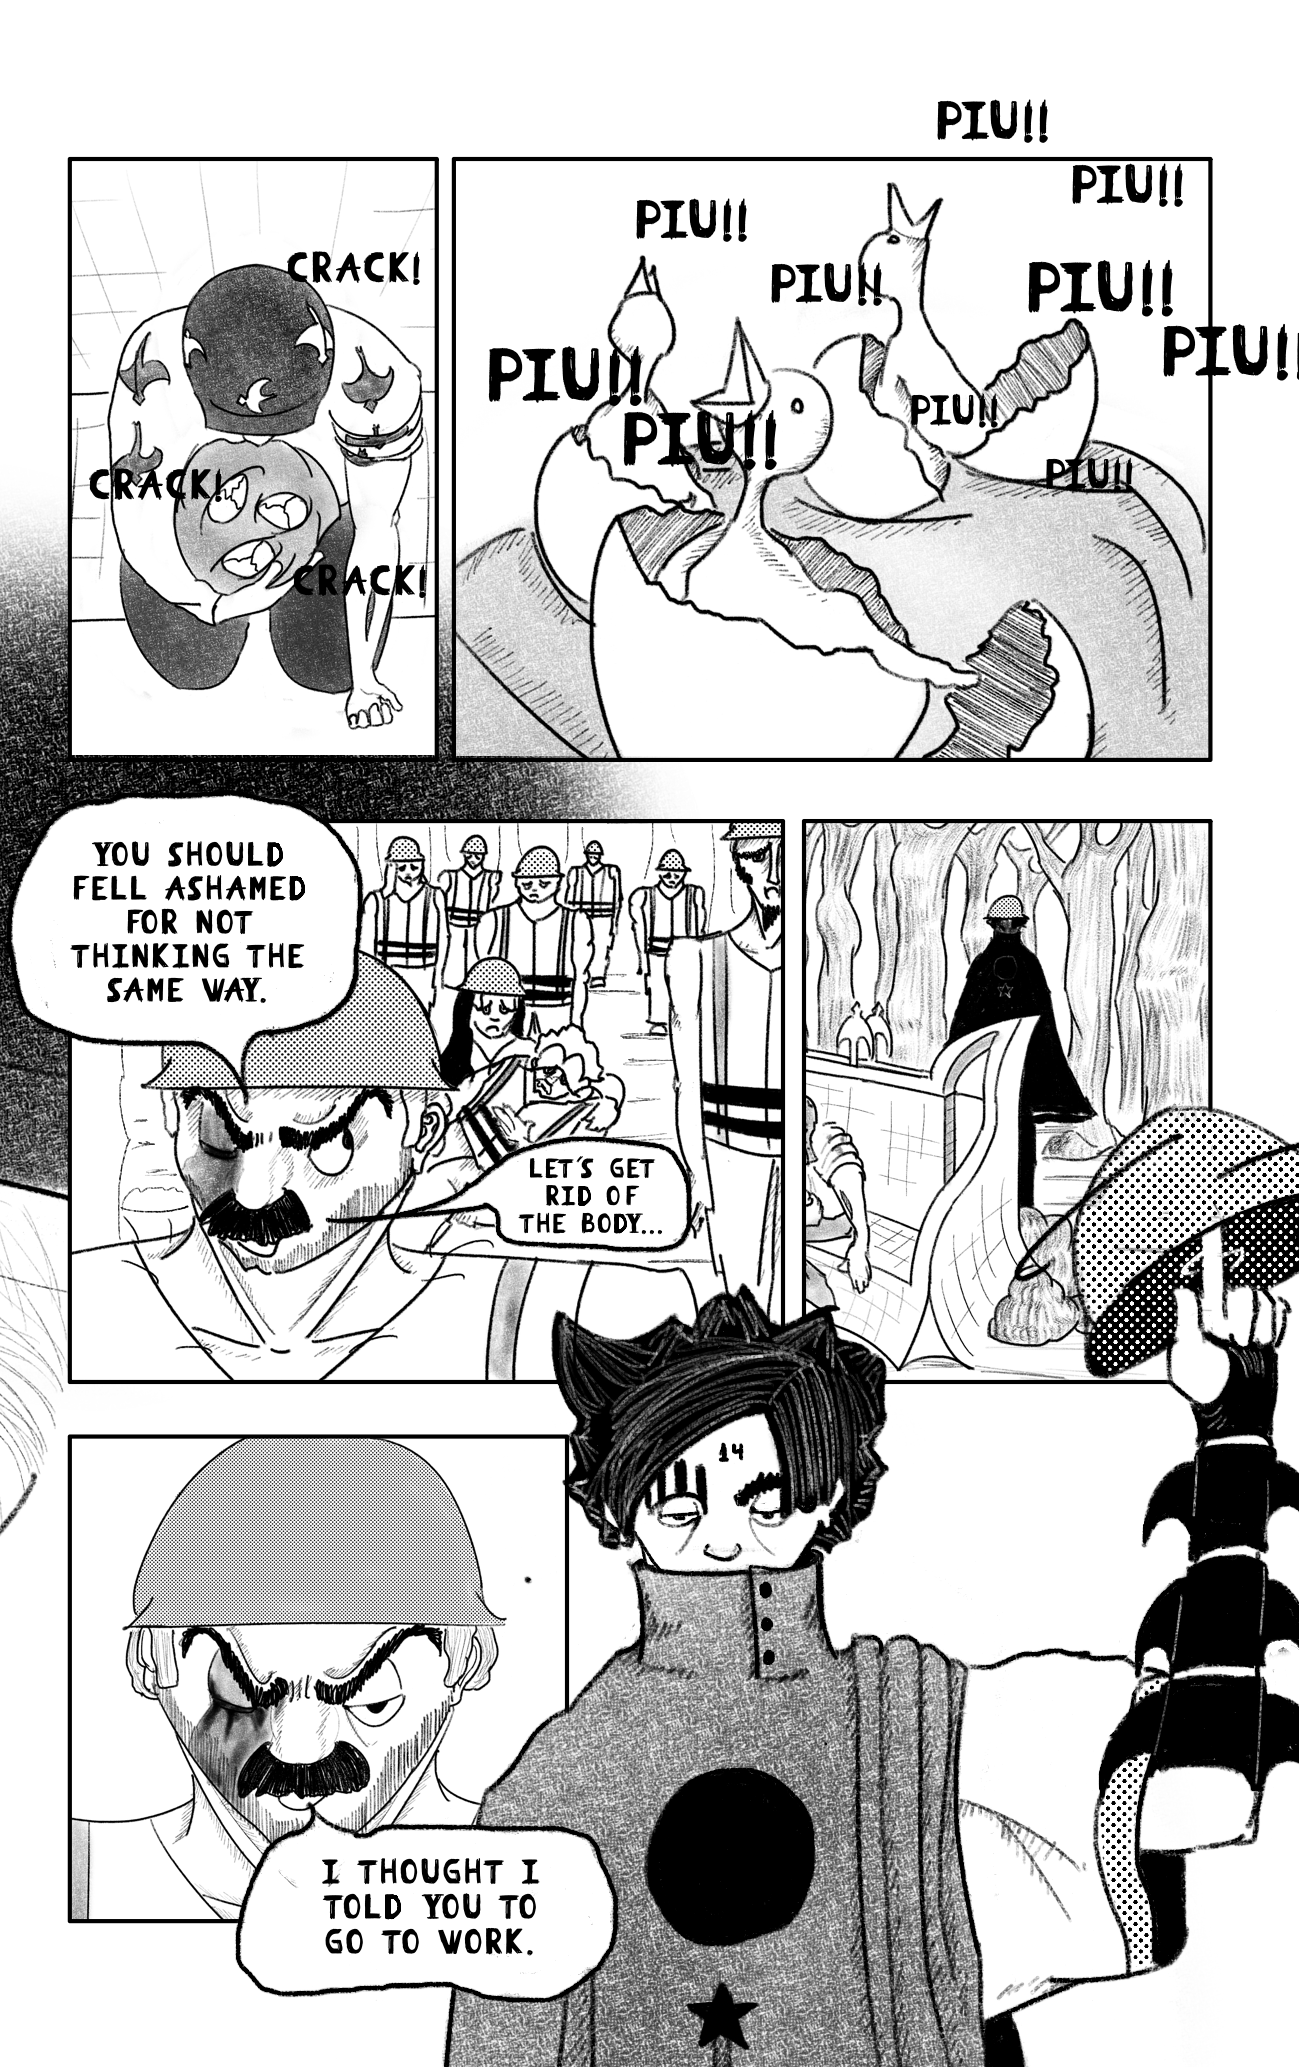 CRACK!
CRACK!
CRACK!
PIU!!
PIU!!
PIU!!
PIU!!
PIU!!
PIU!!
PIU!!
PIU!!
PIU!!
PIU!!
YOU SHOULD
FELL ASHAMED
FOR NOT
THINKING THE
SAME WAY.
LET'S GET
RID OF
THE BODY...
14
I THOUGHT I
TOLD YOU TO
GO TO WORK.